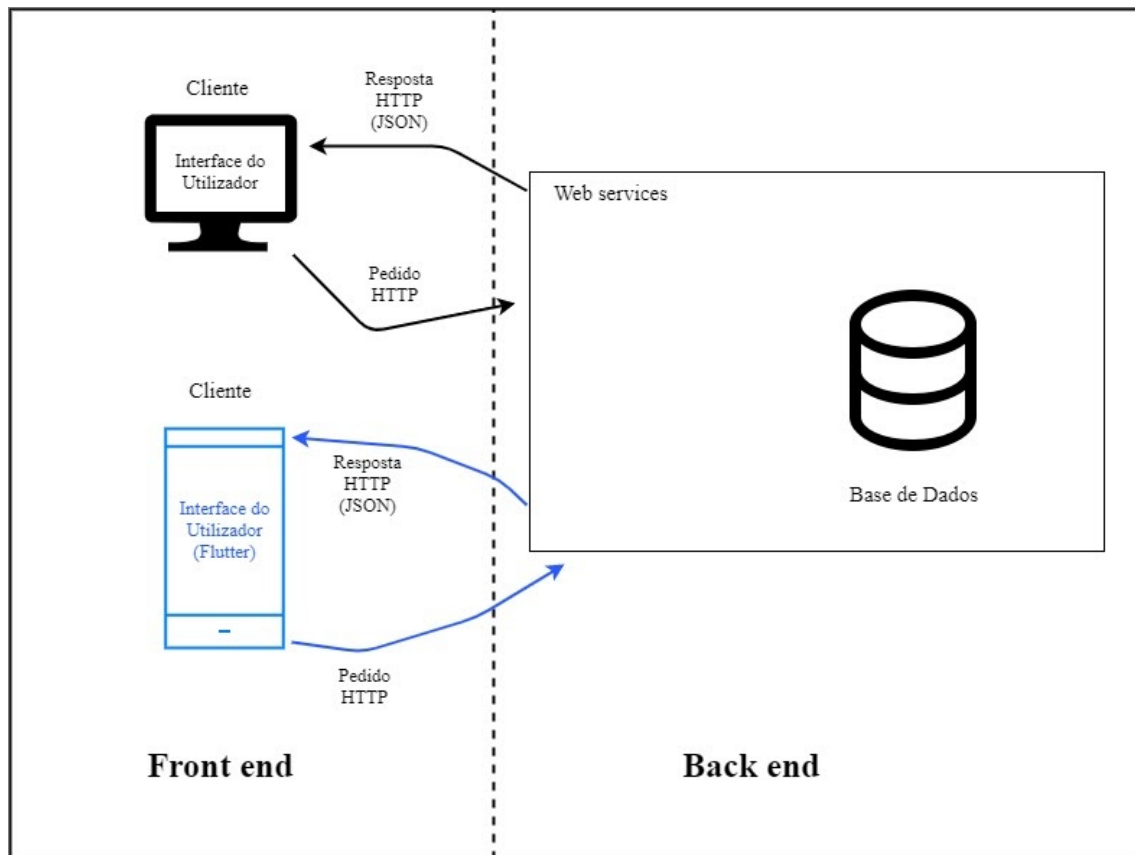 Cliente
Resposta
HTTP
(JSON)
Interface do
Utilizador
Web services
Pedido
HTTP
Cliente
Resposta
HTTP
(JSON)
Interface do
Utilizador
(Flutter)
Base de Dados
Pedido
HTTP
Front end
Back end